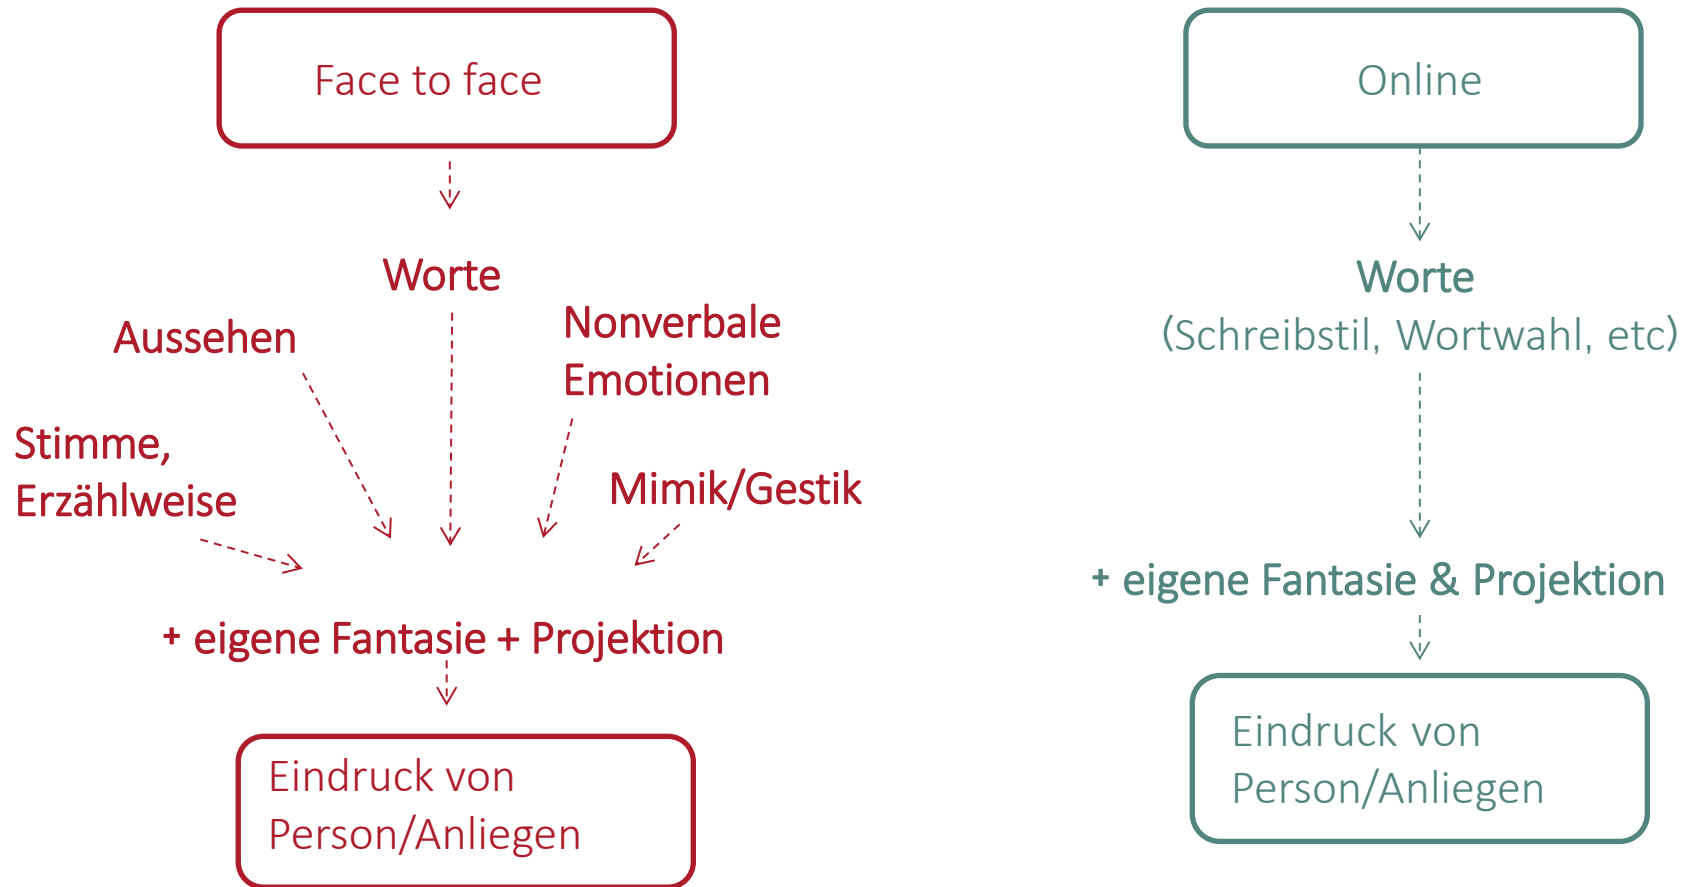 Face to face
Worte
Aussehen
Nonverbale
Emotionen
Stimme,
Erzählweise
Mimik/Gestik
+ eigene Fantasie + Projektion
Eindruck von
Person/Anliegen
Online
Worte
(Schreibstil, Wortwahl, etc)
+ eigene Fantasie & Projektion
Eindruck von
Person/Anliegen